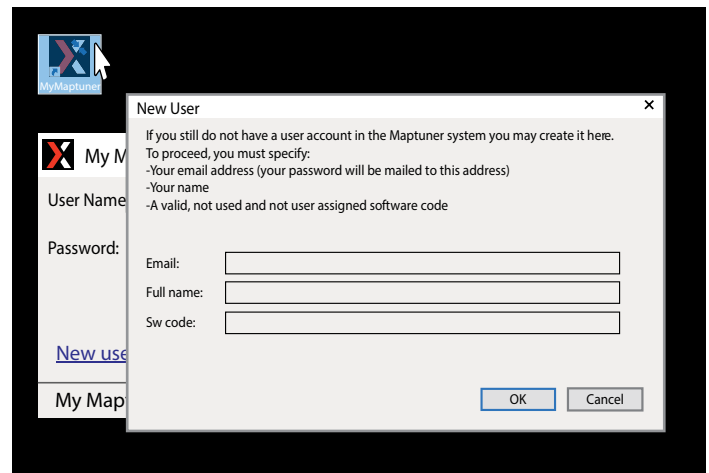 MyMaptuner
New User
If you still do not have a user account in the Maptuner system you may create it here.
To proceed, you must specify:
-Your email address (your password will be mailed to this address)
-Your name
-A valid, not used and not user assigned software code
Email:
Full name:
Sw code:
OK Cancel
My M
User Name
Password:
New use
My Map